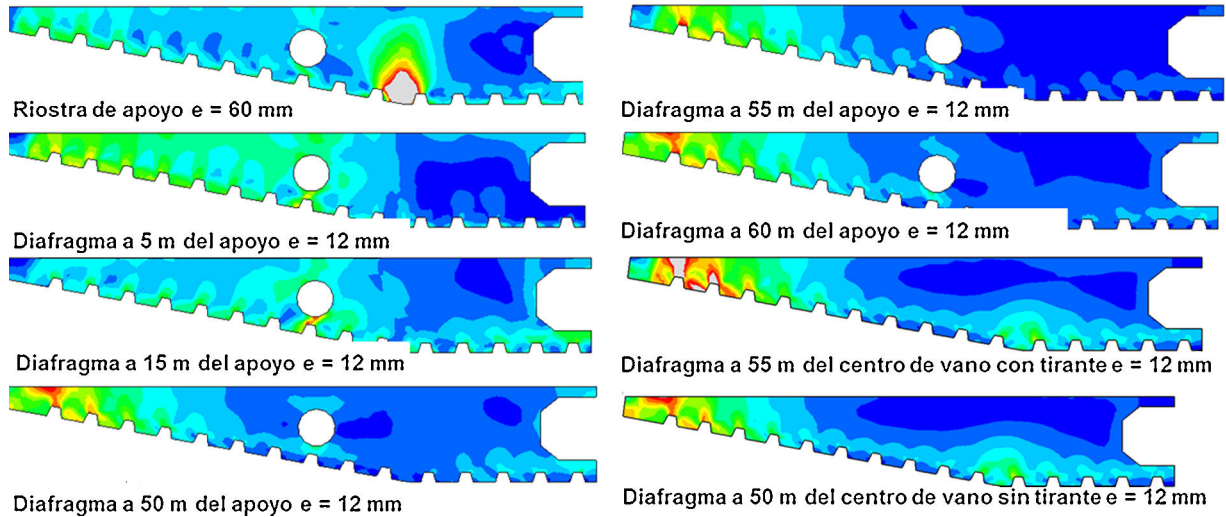 Riostra de apoyo e = 60 mm
Diafragma a 5 m del apoyo e = 12 mm
Diafragma a 15 m del apoyo e = 12 mm
Diafragma a 50 m del apoyo e = 12 mm
Diafragma a 55 m del apoyo e = 12 mm
Diafragma a 60 m del apoyo e = 12 mm
Diafragma a 55 m del centro de vano con tirante e = 12 mm
Diafragma a 50 m del centro de vano sin tirante e = 12 mm